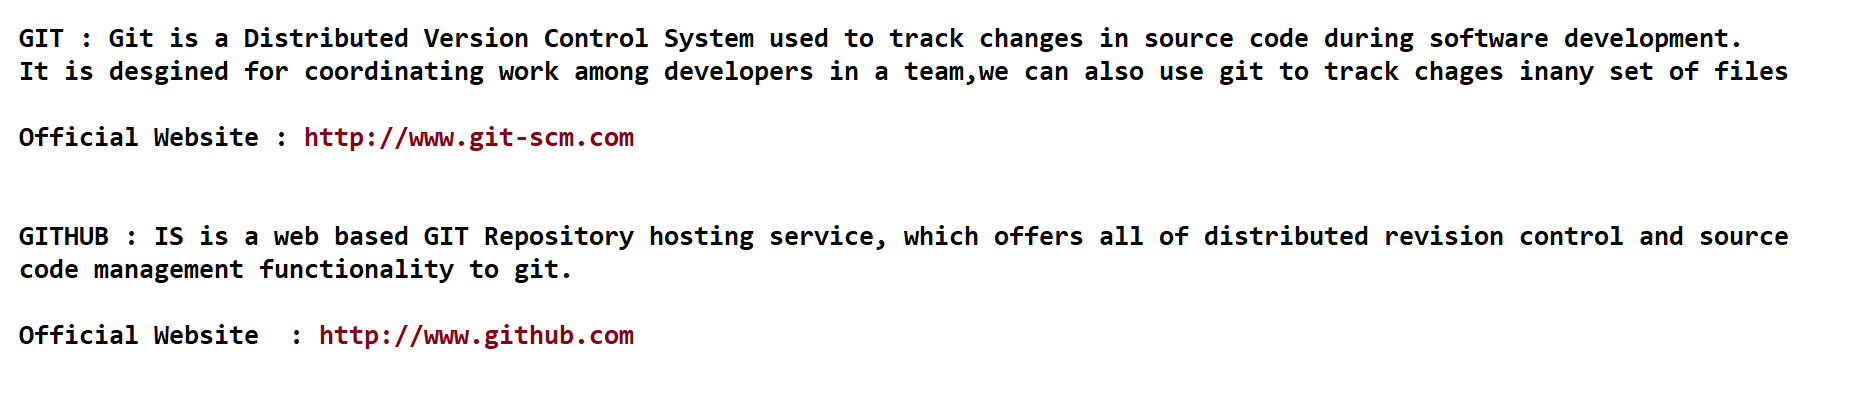 GIT : Git is a Distributed Version Control System used to track changes in source code during software development.
It is desgined for coordinating work among developers in a team,we can also use git to track chages inany set of files
Official Website : http://www.git-scm.com
GITHUB : IS is a web based GIT Repository hosting service, which offers all of distributed revision control and source
code management functionality to git.
Official Website  : http://www.github.com